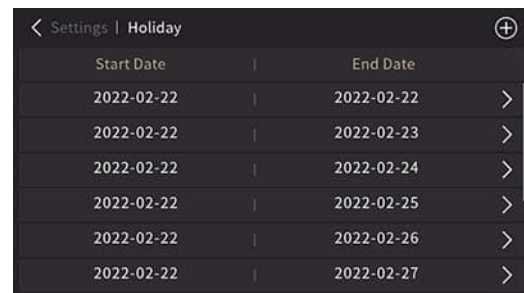 Settings | Holiday
Start Date | End Date
2022-02-22 | 2022-02-22
2022-02-22 | 2022-02-23
2022-02-22 | 2022-02-24
2022-02-22 | 2022-02-25
2022-02-22 | 2022-02-26
2022-02-22 | 2022-02-27